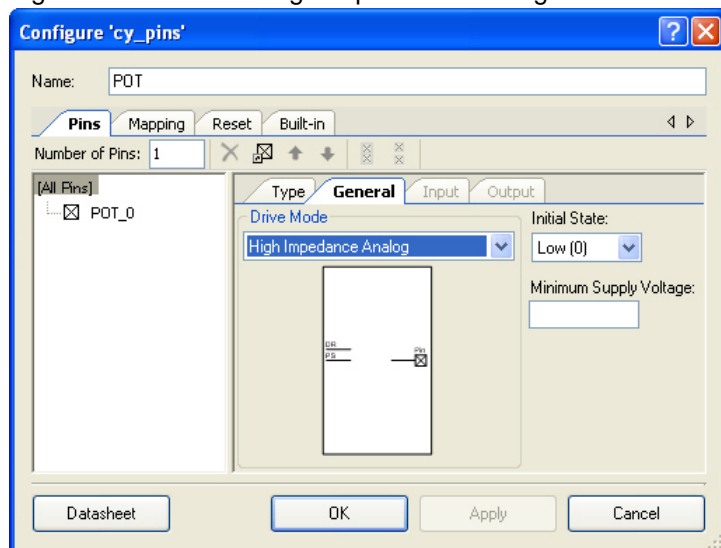 Configure 'cy_pins'
Name: POT
Pins Mapping Reset Built-in
Number of Pins: 1
[All Pins]
POT_0
Type General Input Output
Drive Mode
High Impedance Analog
Initial State:
Low (0)
Minimum Supply Voltage:
DR
PS
Pin
Datasheet OK Apply Cancel